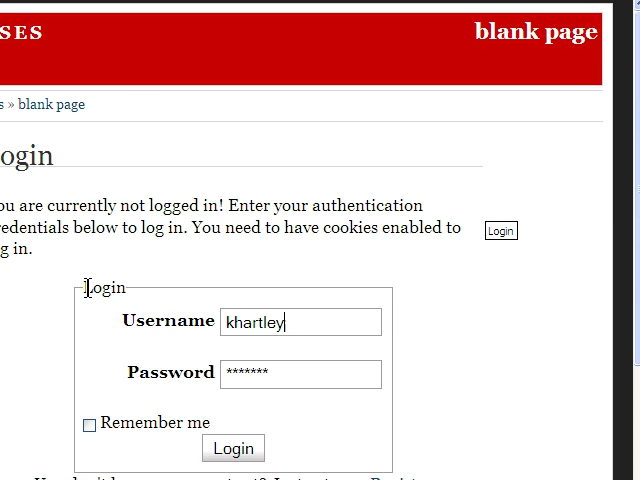 SES
blank page
s » blank page
ogin
ou are currently not logged in! Enter your authentication
redentials below to log in. You need to have cookies enabled to
g in.
Login
Login
Username khartley
Password *******
Remember me
Login